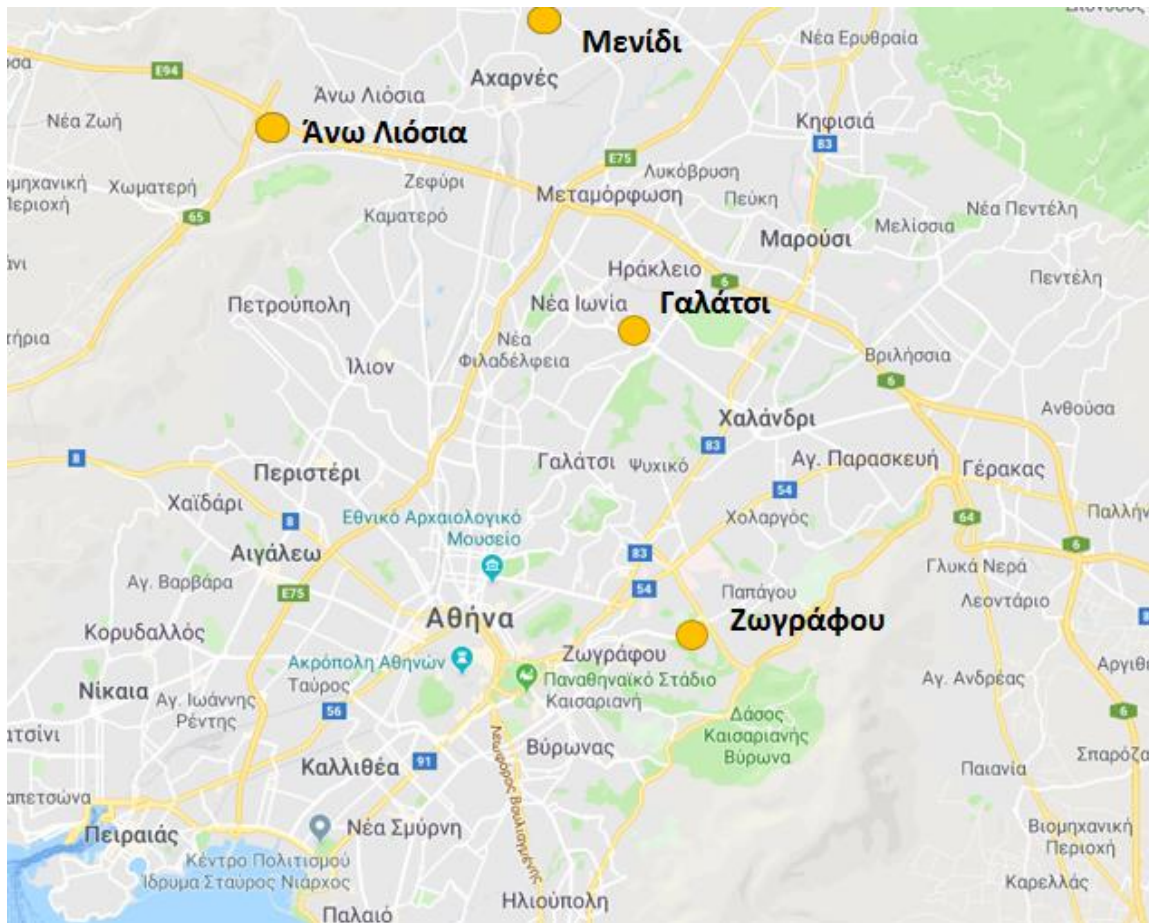 Μενίδι
Νέα Ερυθραία
E94
Αχαρνές
Άνω Λιόσια
Νέα Ζωή
Άνω Λιόσια
Κηφισιά
83
E75
Λυκόβρυση
Χωματερή
Ζεφύρι
Μεταμόρφωση
Πεύκη
Περιοχή
65
Καματερό
Νέα Πεντέλη
Μελίσσια
Μαρούσι
Ηράκλειο
6
Πεντέλη
Πετρούπολη
Νέα Ιωνία
Γαλάτσι
Νέα
Φιλαδέλφεια
Ίλιον
Βριλήσσια
6
6
Ανθούσα
Χαλάνδρι
83
8
Περιστέρι
Γαλάτσι
Ψυχικό
Αγ. Παρασκευή
Γέρακας
54
Χαϊδάρι
8
Εθνικό Αρχαιολογικό
Μουσείο
Χολαργός
64
Παλλήν
Αιγάλεω
83
6
Αγ. Βαρβάρα
E75
54
Παπάγου
Γλυκά Νερά
Λεοντάριο
Αθήνα
Ζωγράφου
Κορυδαλλός
Ακρόπολη Αθηνών
Ζωγράφου
Νίκαια
Ταύρος
Παναθηναϊκό Στάδιο
Αγ. Ανδρέας
Αγ. Ιωάννης
Ρέντης
56
Καισαριανή
Δάσος
Καισαριανής
Βύρωνα
6
Βύρωνας
Λεωφόρος Βουλιαγμένης
Καλλιθέα
91
Παιανία
Πειραιάς
Νέα Σμύρνη
Βιομηχανική
Περιοχή
Κέντρο Πολιτισμού
Ίδρυμα Σταύρος Νιάρχος
Καρελλάς
Ηλιούπολη
Παλαιό